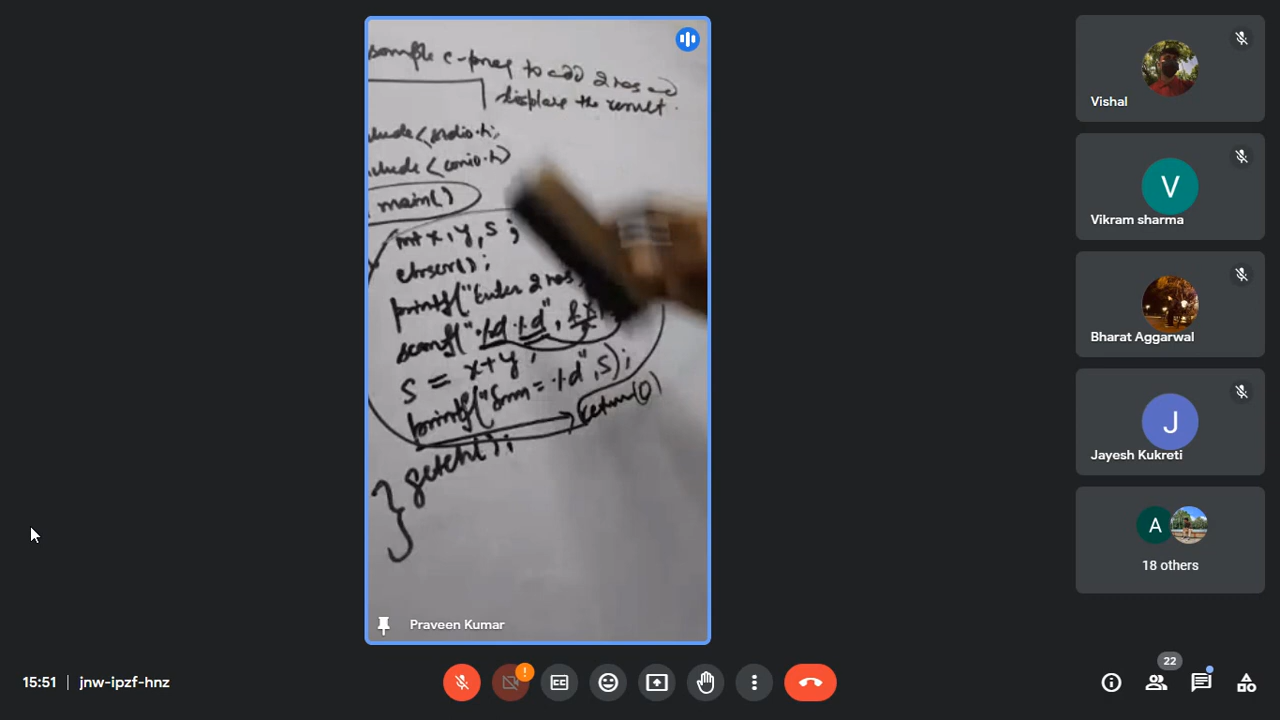 sample c-prog to add 2 nos and
display the result.
clude <stdio.h>
clude <conio.h>
main()
int x, y, s ;
clrscr();
printf("Enter 2 nos
scanf("%d %d", &x
s = x+y ;
printf("Sum = %d", s);
return(0)
getch();
}
Praveen Kumar
Vishal
V
Vikram sharma
Bharat Aggarwal
J
Jayesh Kukreti
A
18 others
15:51 | jnw-ipzf-hnz
22